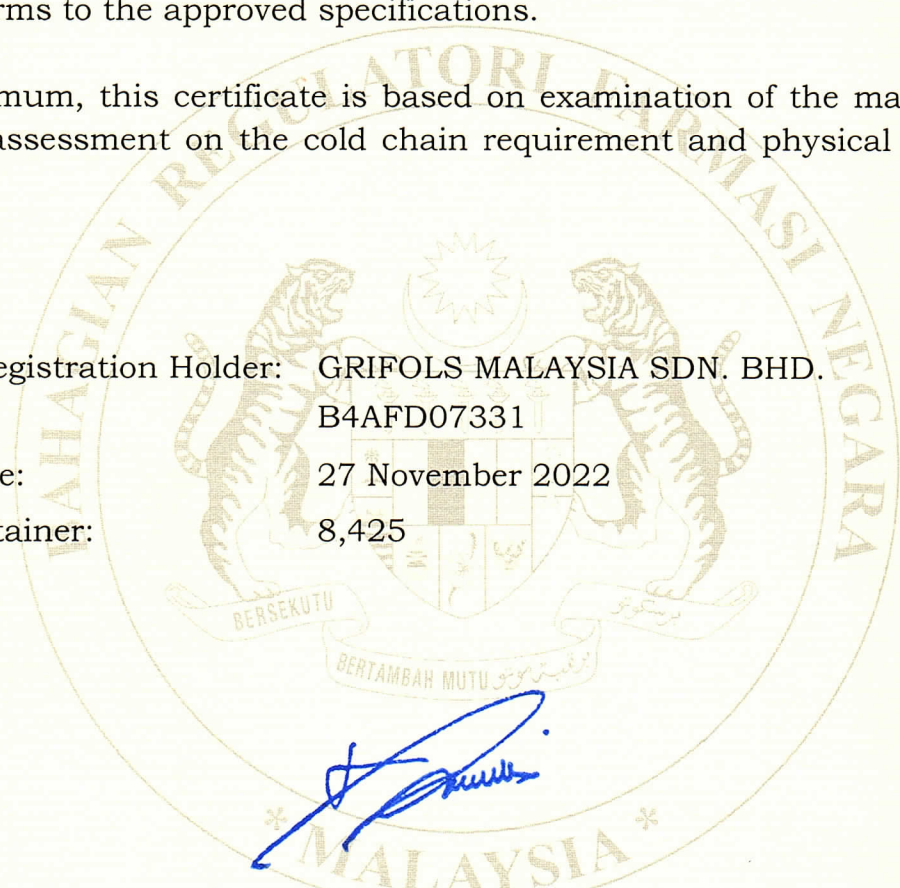 rms to the approved specifications.
mum, this certificate is based on examination of the ma
assessment on the cold chain requirement and physical
egistration Holder: GRIFOLS MALAYSIA SDN. BHD.
B4AFD07331
e: 27 November 2022
tainer: 8,425
BAHAGIAN REGULATORI FARMASI NEGARA
BERSEKUTU
BERTAMBAH MUTU
* MALAYSIA *